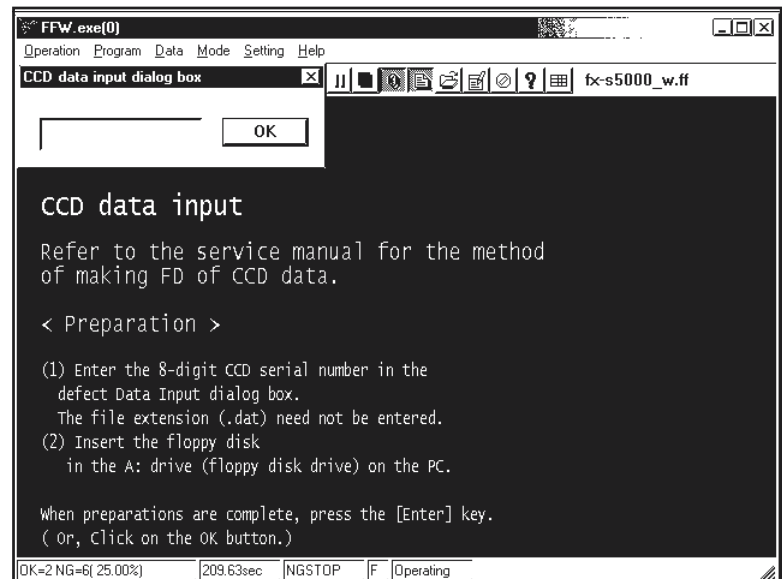 FFW.exe(0)
Operation Program Data Mode Setting Help
CCD data input dialog box
fx-s5000_w.ff
OK
CCD data input
Refer to the service manual for the method
of making FD of CCD data.
< Preparation >
(1) Enter the 8-digit CCD serial number in the
defect Data Input dialog box.
The file extension (.dat) need not be entered.
(2) Insert the floppy disk
in the A: drive (floppy disk drive) on the PC.
When preparations are complete, press the [Enter] key.
( Or, Click on the OK button.)
OK=2 NG=6( 25.00%) 209.63sec NGSTOP F Operating